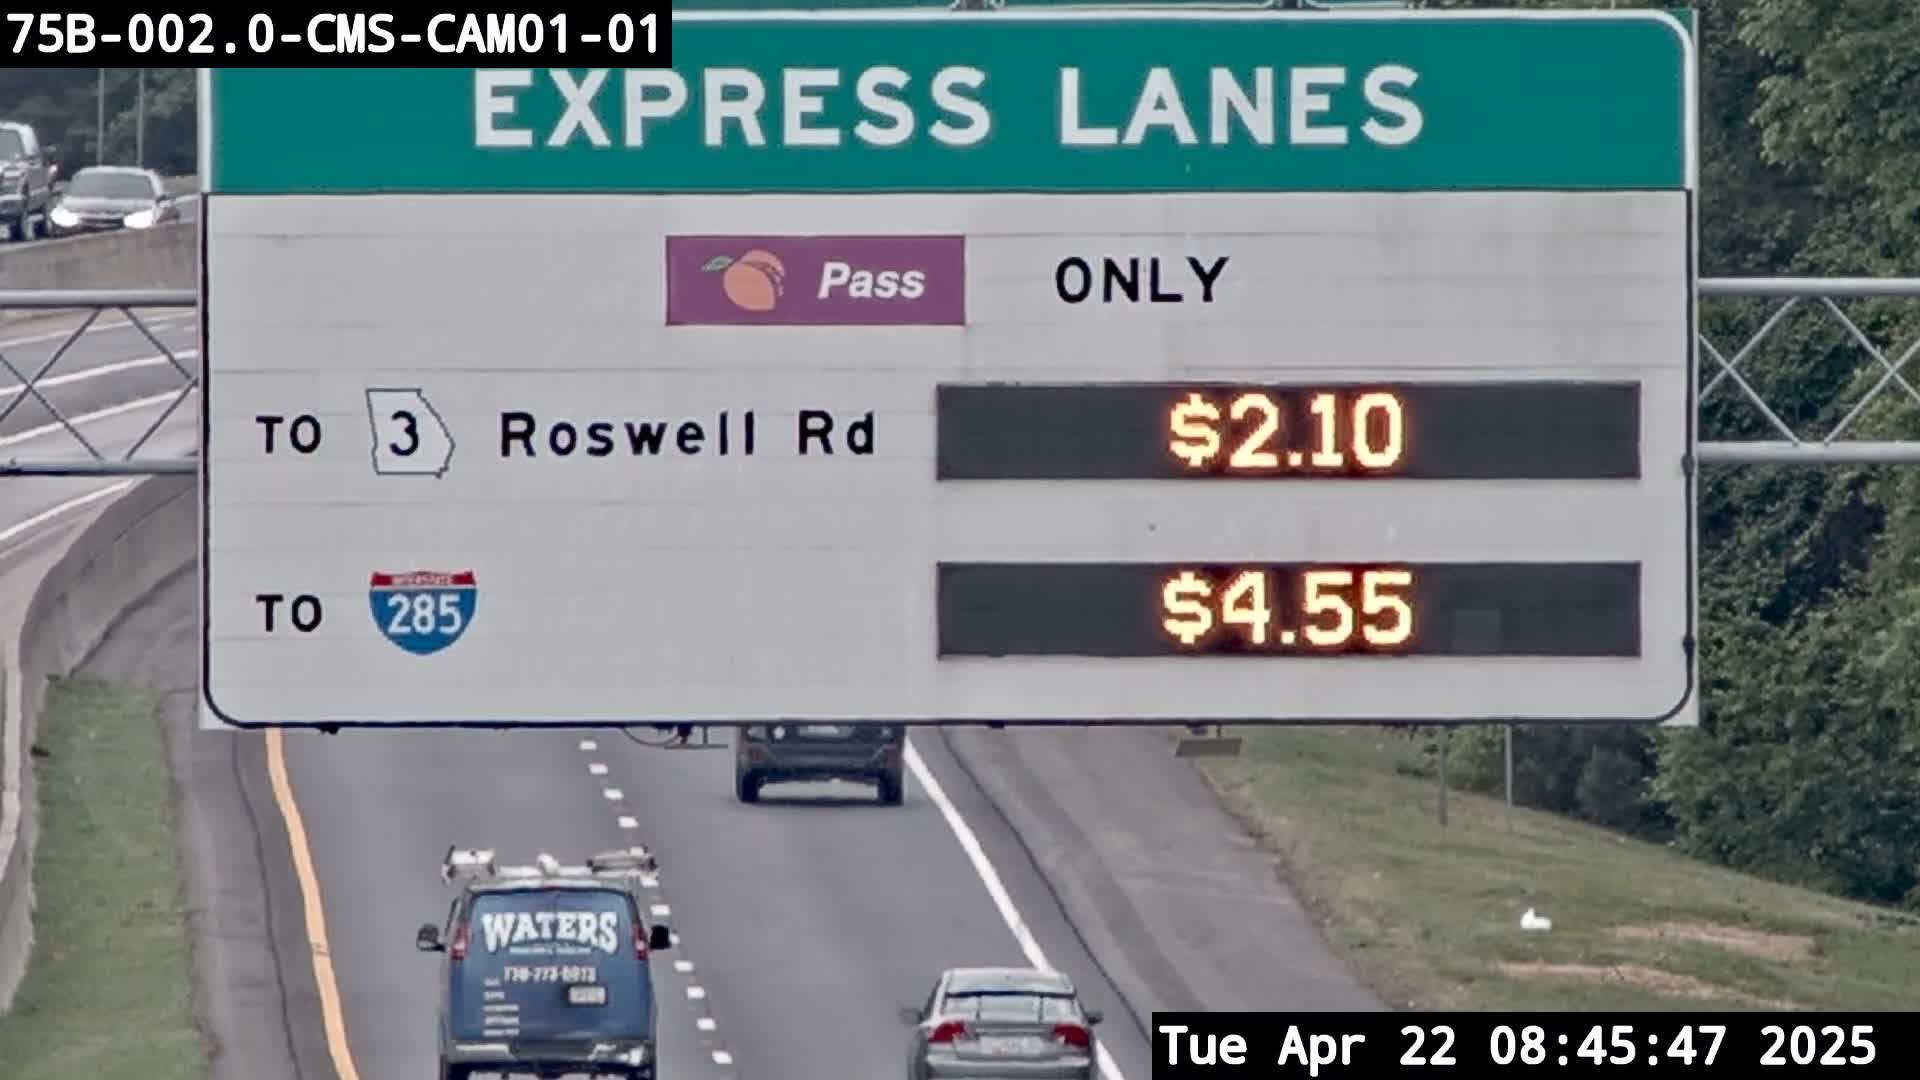 75B-002.0-CMS-CAM01-01
EXPRESS LANES
Pass ONLY
TO 3 Roswell Rd $2.10
TO INTERSTATE 285 $4.55
WATERS
Tue Apr 22 08:45:47 2025